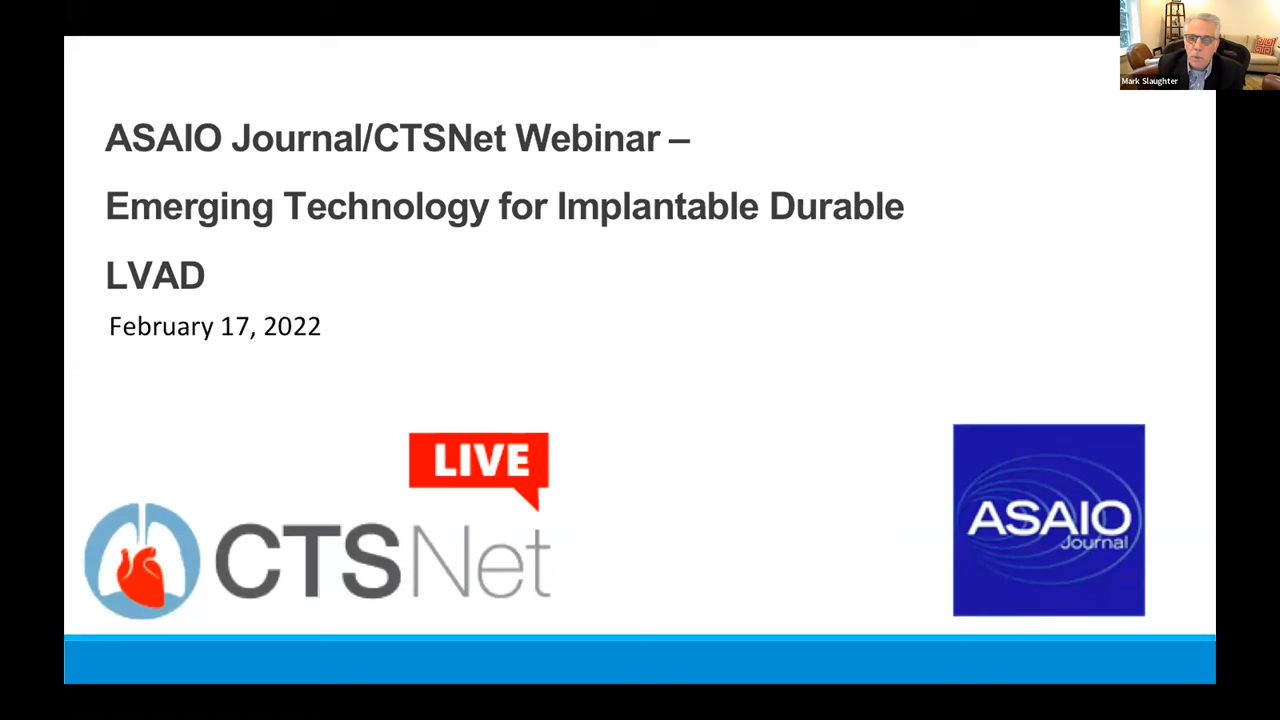 Mark Slaughter
ASAIO Journal/CTSNet Webinar –
Emerging Technology for Implantable Durable
LVAD
February 17, 2022
LIVE
CTSNet
ASAIO
Journal